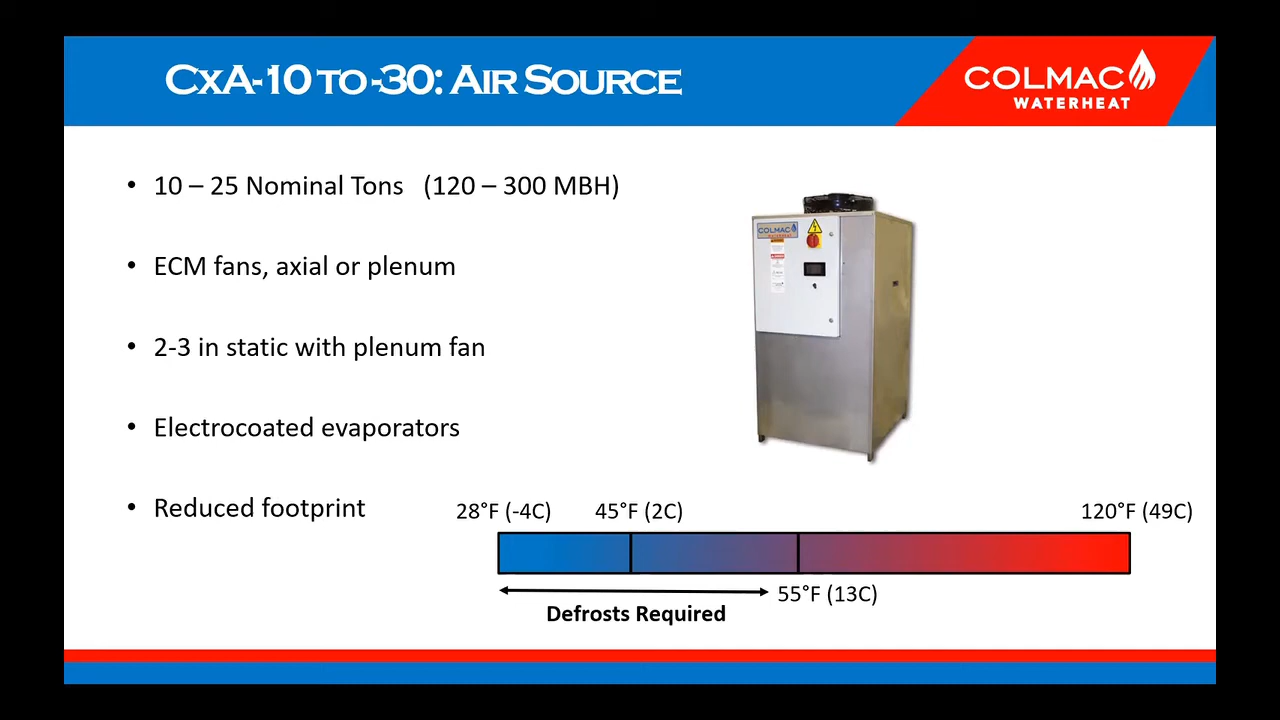 CxA-10 to -30: Air Source
COLMAC
WATERHEAT
• 10 – 25 Nominal Tons (120 – 300 MBH)
• ECM fans, axial or plenum
• 2-3 in static with plenum fan
• Electrocoated evaporators
• Reduced footprint
COLMAC
WATERHEAT
28°F (-4C)
45°F (2C)
120°F (49C)
55°F (13C)
Defrosts Required